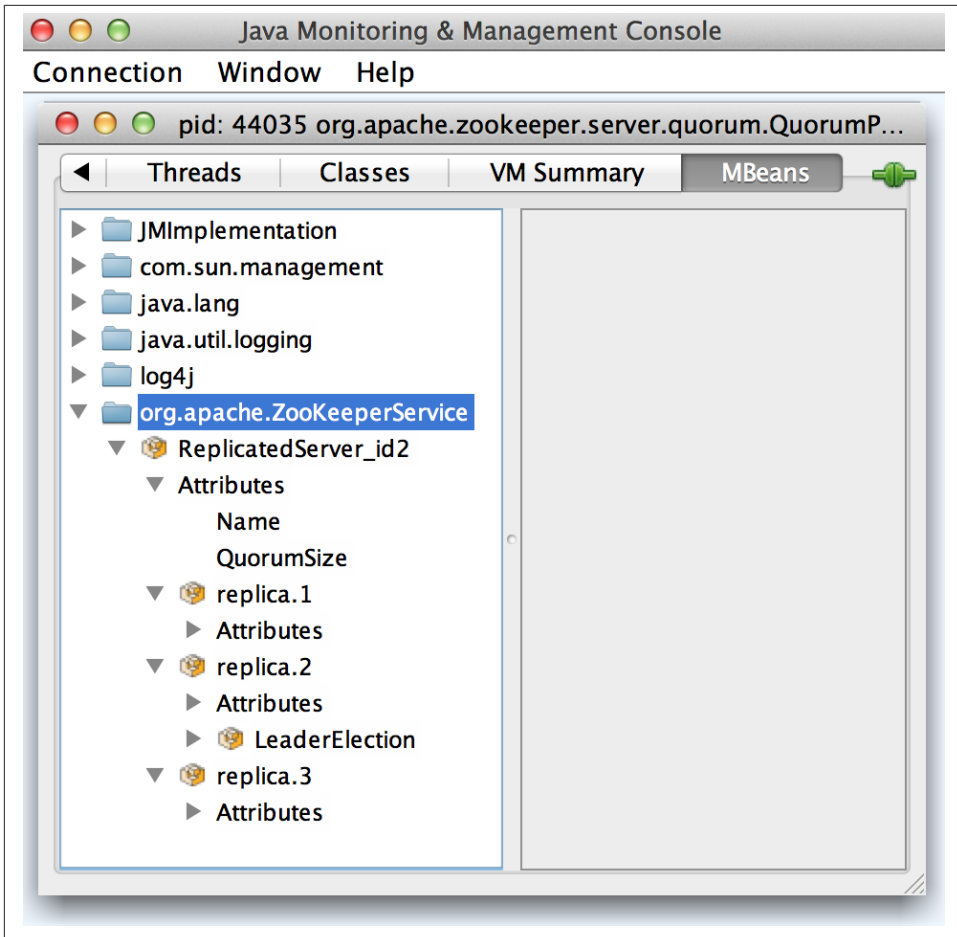 Java Monitoring & Management Console
Connection Window Help
pid: 44035 org.apache.zookeeper.server.quorum.QuorumP...
Threads Classes VM Summary MBeans
JMImplementation
com.sun.management
java.lang
java.util.logging
log4j
org.apache.ZooKeeperService
ReplicatedServer_id2
Attributes
Name
QuorumSize
replica.1
Attributes
replica.2
Attributes
LeaderElection
replica.3
Attributes